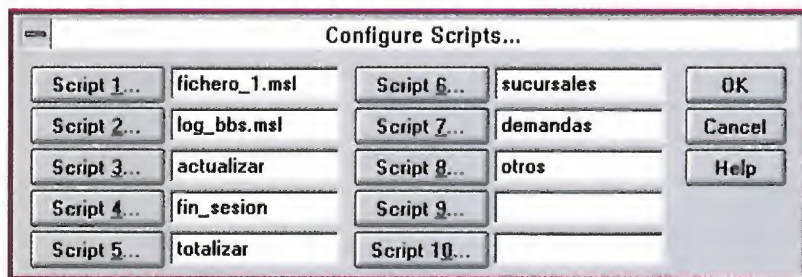 Configure Scripts...
Script 1... fichero_1.msl Script 6... sucursales OK
Script 2... log_bbs.msl Script 7... demandas Cancel
Script 3... actualizar Script 8... otros Help
Script 4... fin_sesion Script 9...
Script 5... totalizar Script 10...